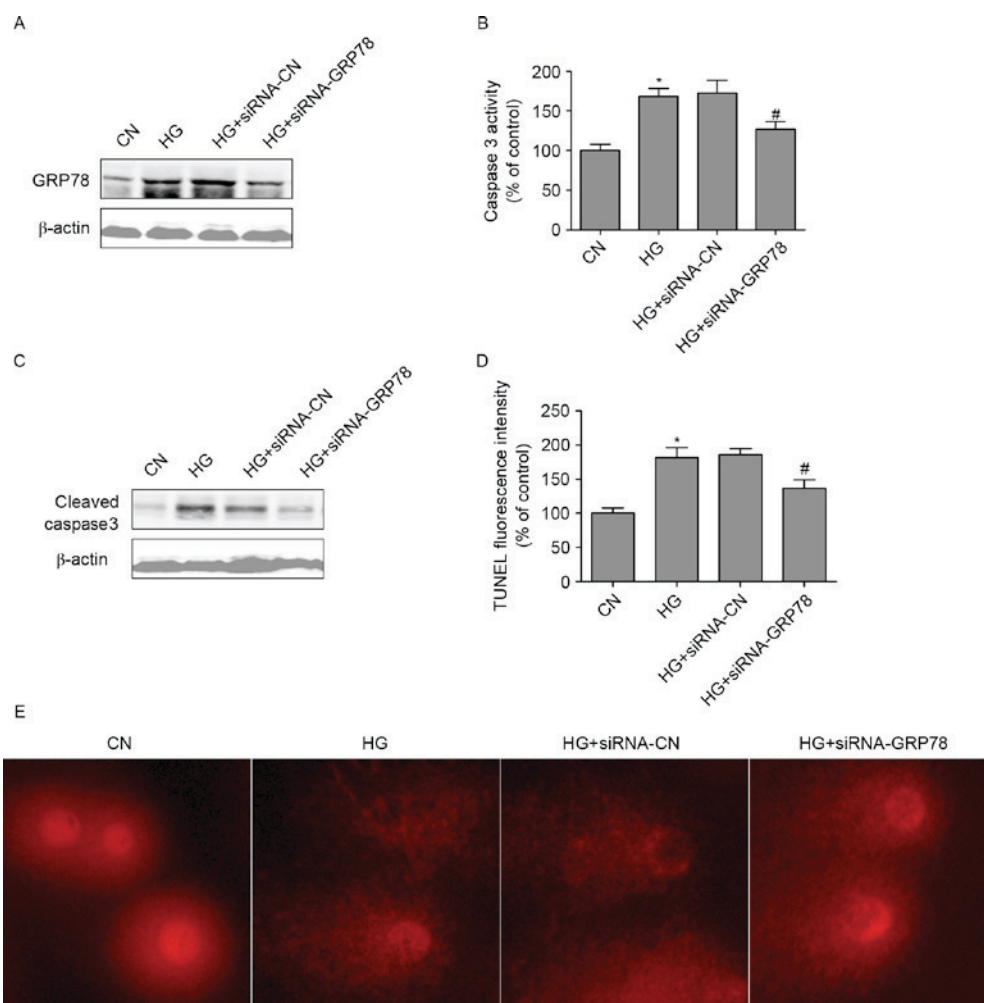 A
CN
HG
HG+siRNA-CN
HG+siRNA-GRP78
GRP78
β-actin
B
Caspase 3 activity
(% of control)
200
150
100
50
0
*
#
CN
HG
HG+siRNA-CN
HG+siRNA-GRP78
C
CN
HG
HG+siRNA-CN
HG+siRNA-GRP78
Cleaved
caspase3
β-actin
D
TUNEL fluorescence intensity
(% of control)
250
200
150
100
50
0
*
#
CN
HG
HG+siRNA-CN
HG+siRNA-GRP78
E
CN
HG
HG+siRNA-CN
HG+siRNA-GRP78